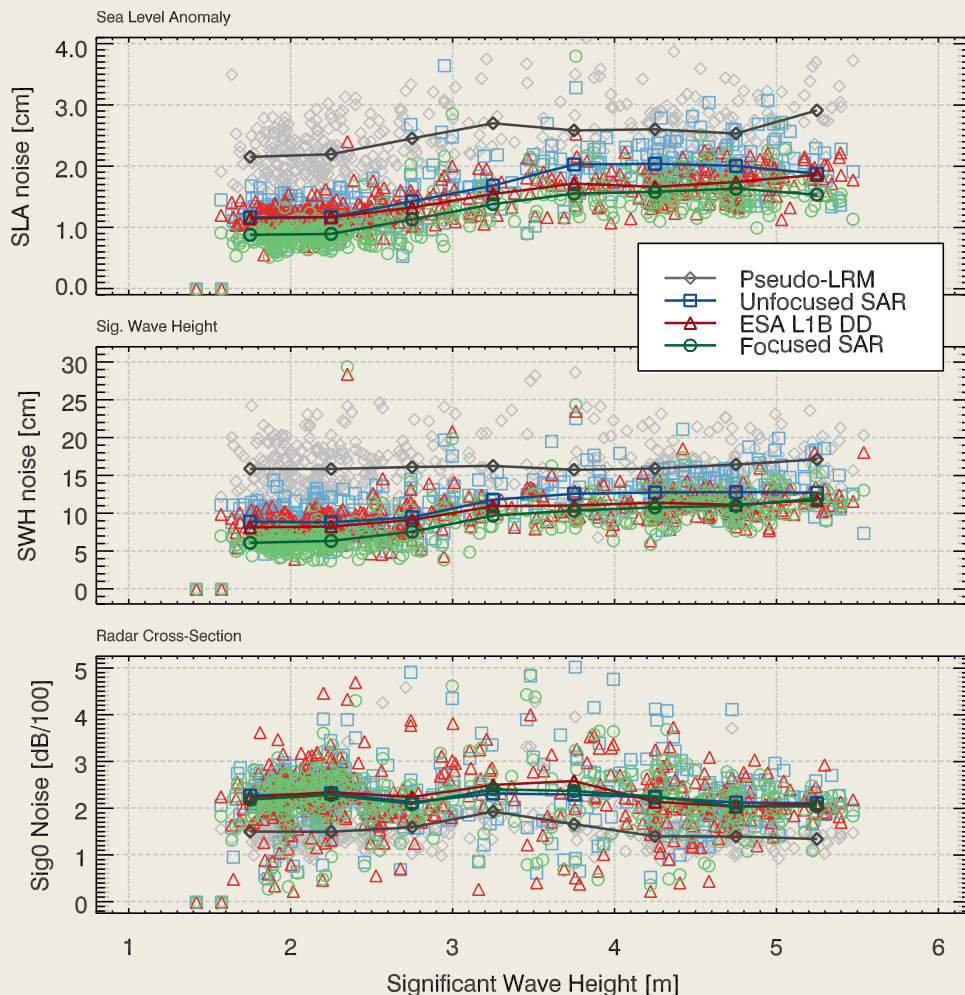 Sea Level Anomaly
4.0
3.0
2.0
1.0
0.0
SLA noise [cm]
Pseudo-LRM
Unfocused SAR
ESA L1B DD
Focused SAR
Sig. Wave Height
30
25
20
15
10
5
0
SWH noise [cm]
Radar Cross-Section
5
4
3
2
1
0
Sig0 Noise [dB/100]
1 2 3 4 5 6
Significant Wave Height [m]